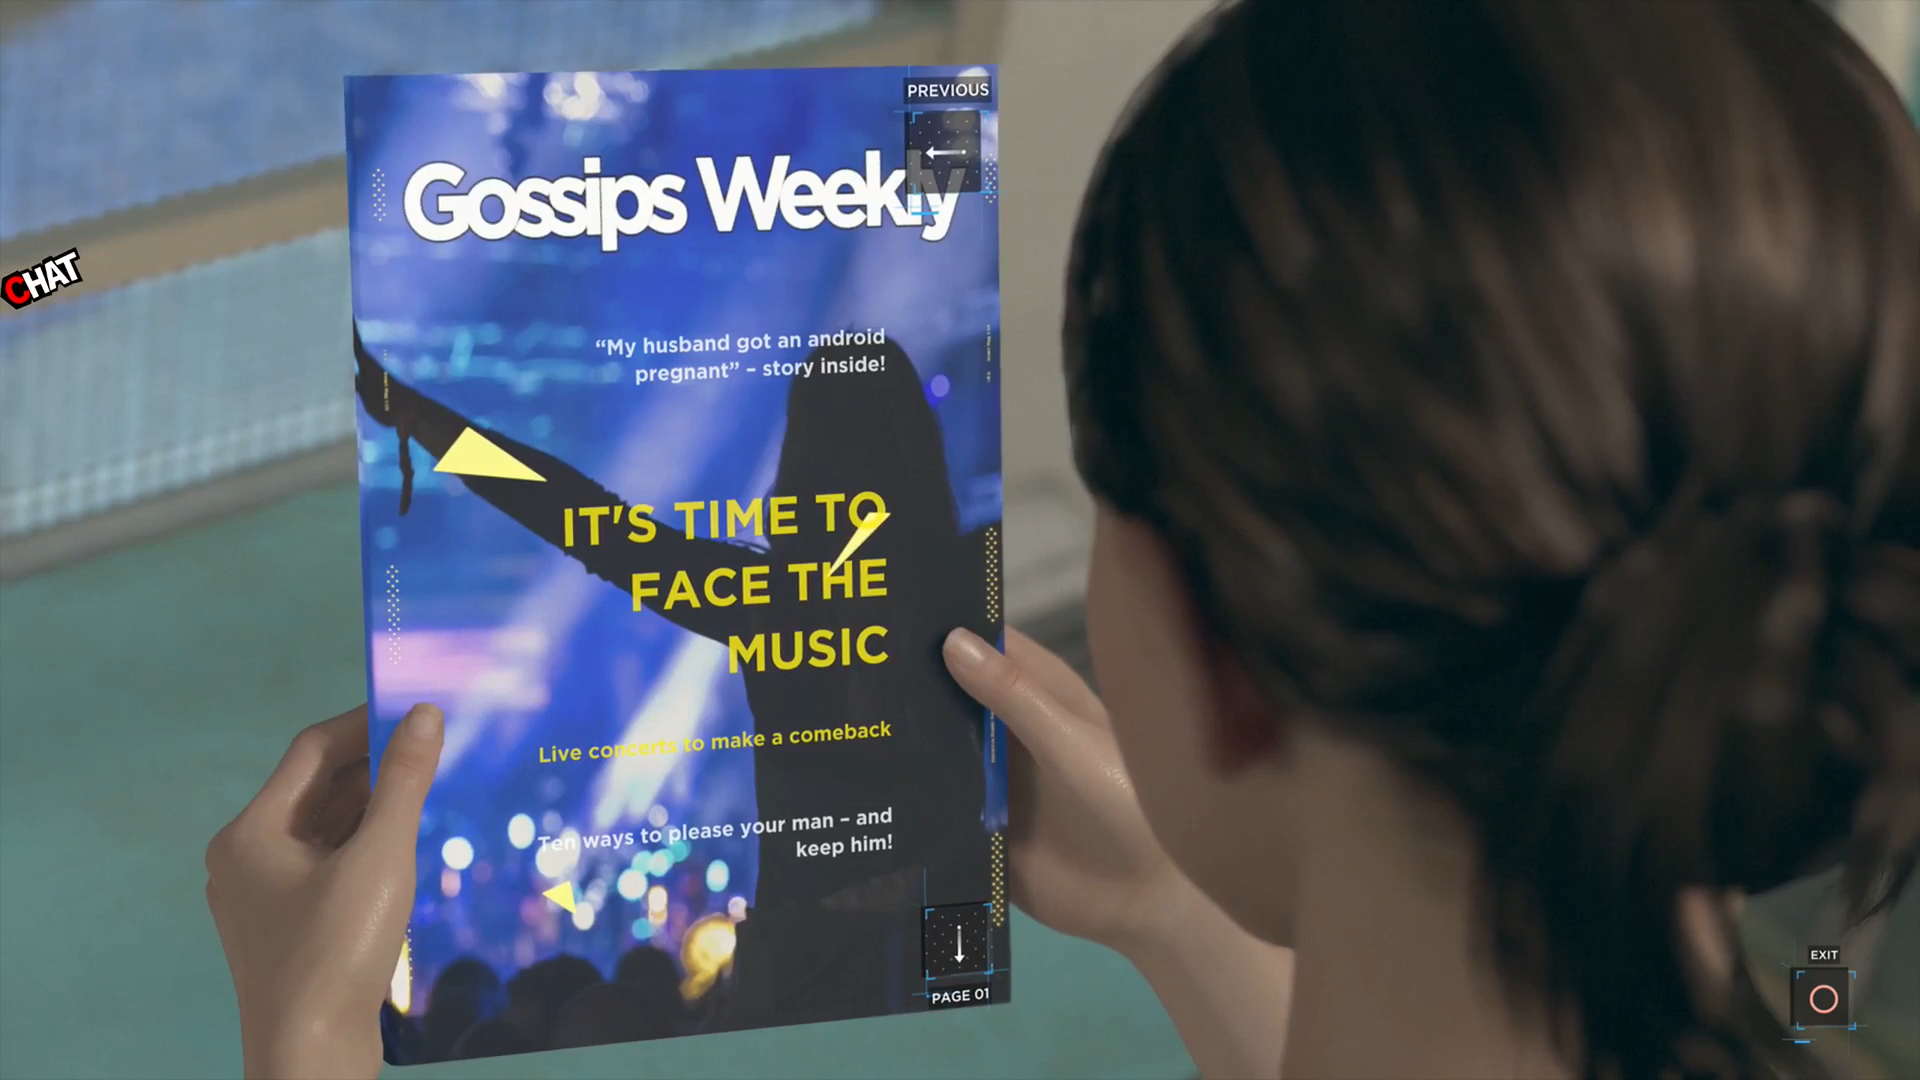 PREVIOUS
Gossips Weekly
CHAT
“My husband got an android
pregnant” – story inside!
IT'S TIME TO
FACE THE
MUSIC
Live concerts to make a comeback
Ten ways to please your man – and
keep him!
PAGE 01
EXIT